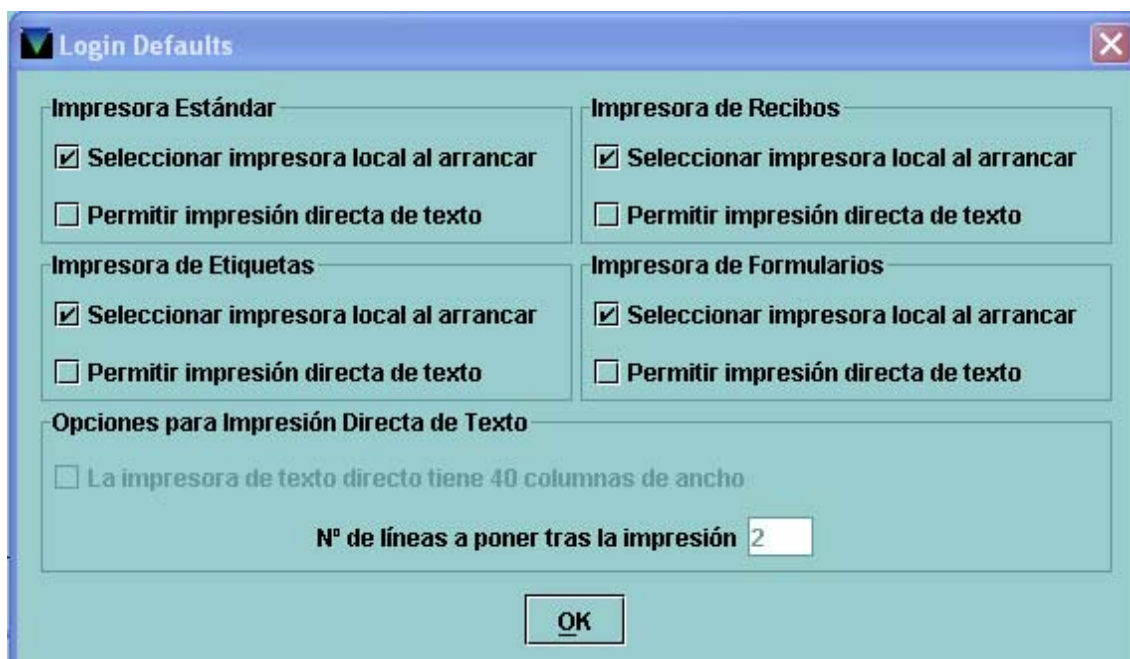 Login Defaults
Impresora Estándar
Seleccionar impresora local al arrancar
Permitir impresión directa de texto
Impresora de Recibos
Seleccionar impresora local al arrancar
Permitir impresión directa de texto
Impresora de Etiquetas
Seleccionar impresora local al arrancar
Permitir impresión directa de texto
Impresora de Formularios
Seleccionar impresora local al arrancar
Permitir impresión directa de texto
Opciones para Impresión Directa de Texto
La impresora de texto directo tiene 40 columnas de ancho
Nº de líneas a poner tras la impresión 2
OK